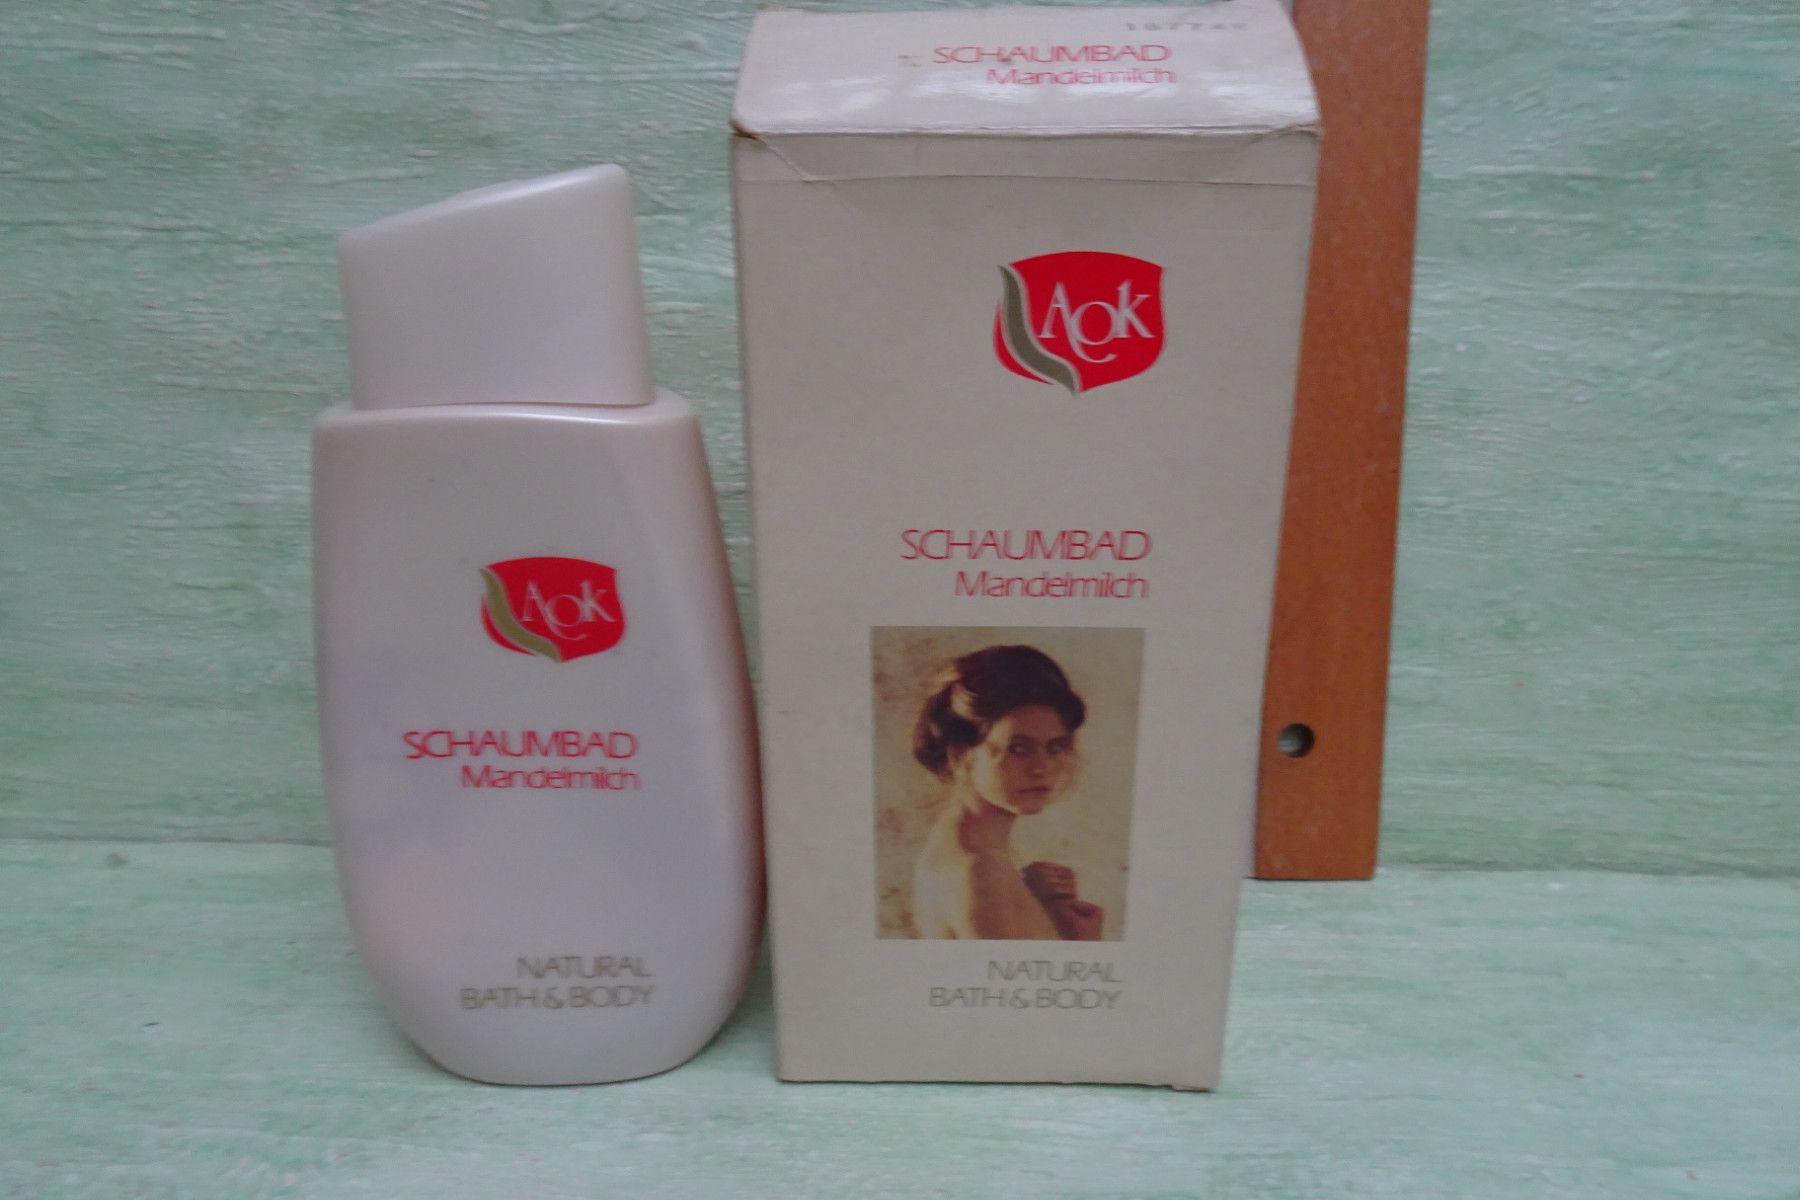 SCHAUMBAD
Mandelmilch
Aok
SCHAUMBAD
Mandelmilch
NATURAL
BATH & BODY
Aok
SCHAUMBAD
Mandelmilch
NATURAL
BATH & BODY